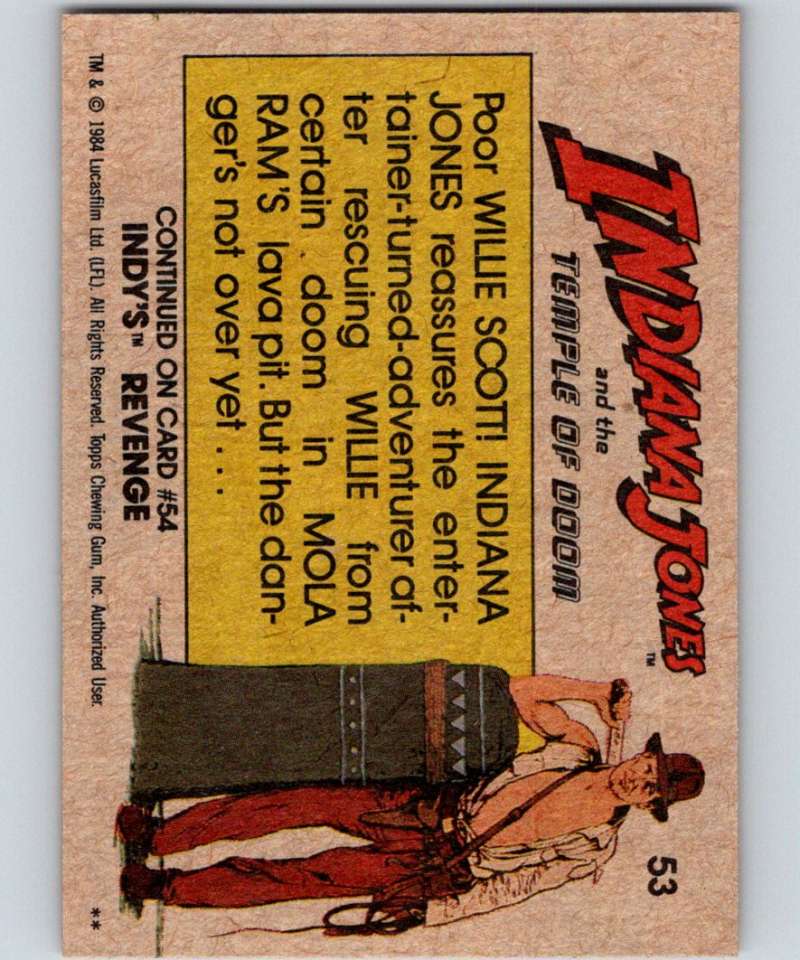 INDIANA JONES™
and the
TEMPLE OF DOOM
53
Poor WILLIE SCOTT! INDIANA
JONES reassures the enter-
tainer-turned-adventurer af-
ter rescuing WILLIE from
certain doom in MOLA
RAM'S lava pit. But the dan-
ger's not over yet . . .
CONTINUED ON CARD #54
INDY'S™ REVENGE
TM & © 1984 Lucasfilm Ltd. (LFL). All Rights Reserved. Topps Chewing Gum, Inc. Authorized User.
**